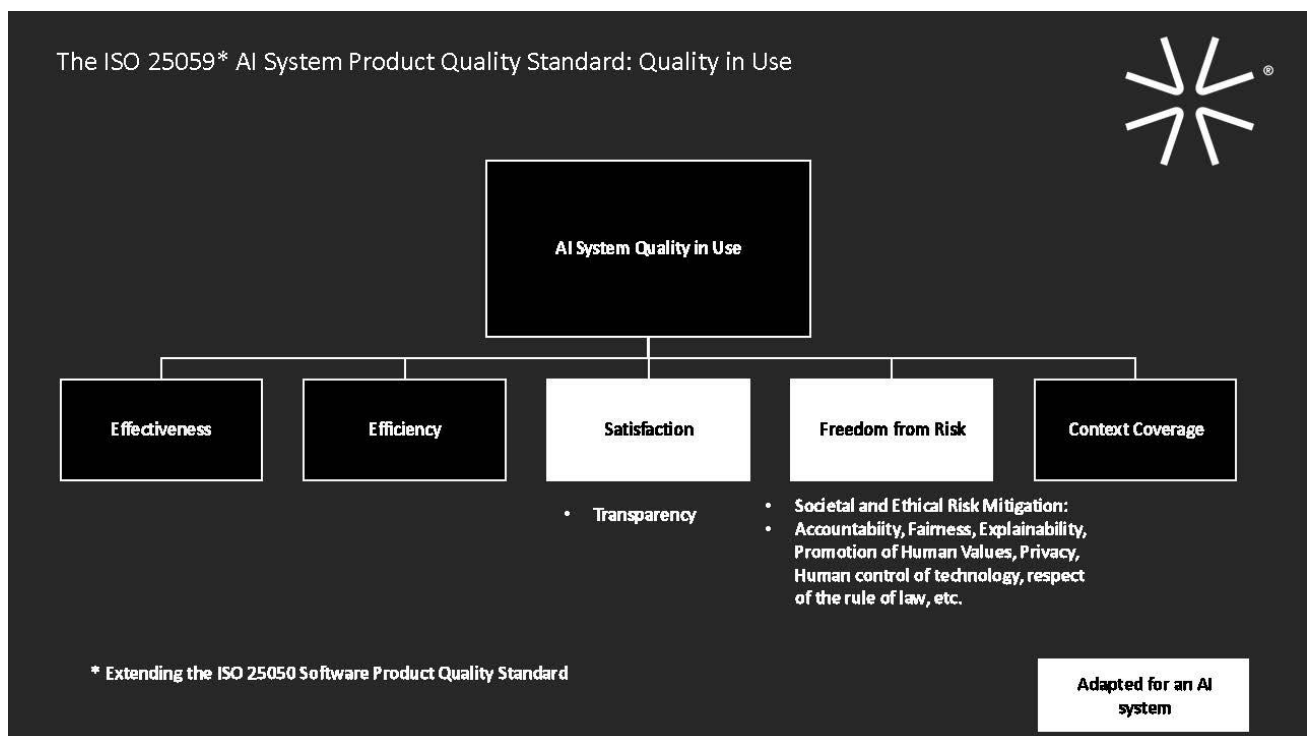 The ISO 25059* AI System Product Quality Standard: Quality in Use
®
AI System Quality in Use
Effectiveness
Efficiency
Satisfaction
Freedom from Risk
Context Coverage
• Transparency
• Societal and Ethical Risk Mitigation:
• Accountabiity, Fairness, Explainability,
Promotion of Human Values, Privacy,
Human control of technology, respect
of the rule of law, etc.
* Extending the ISO 25050 Software Product Quality Standard
Adapted for an AI
system